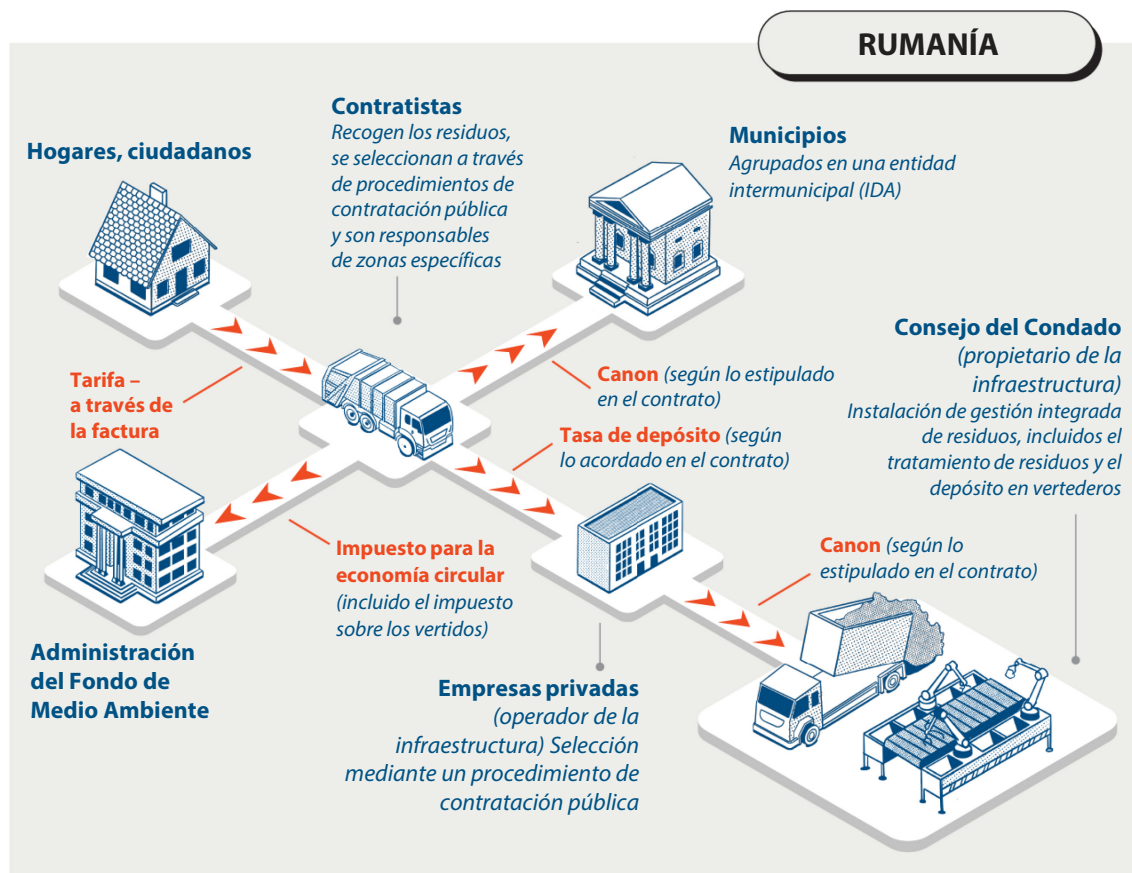 RUMANÍA
Hogares, ciudadanos
Contratistas
Recogen los residuos,
se seleccionan a través
de procedimientos de
contratación pública
y son responsables
de zonas específicas
Municipios
Agrupados en una entidad
intermunicipal (IDA)
Consejo del Condado
(propietario de la
infraestructura)
Instalación de gestión integrada
de residuos, incluidos el
tratamiento de residuos y el
depósito en vertederos
Tarifa –
a través de
la factura
Canon (según lo estipulado
en el contrato)
Tasa de depósito (según
lo acordado en el contrato)
Impuesto para la
economía circular
(incluido el impuesto
sobre los vertidos)
Canon (según lo
estipulado en el contrato)
Administración
del Fondo de
Medio Ambiente
Empresas privadas
(operador de la
infraestructura) Selección
mediante un procedimiento de
contratación pública